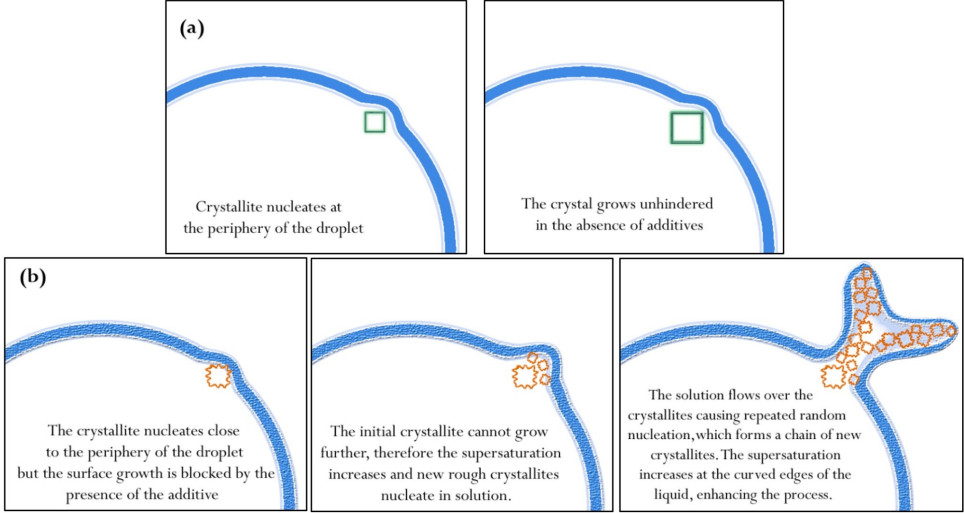 (a)
Crystallite nucleates at
the periphery of the droplet
The crystal grows unhindered
in the absence of additives
(b)
The crystallite nucleates close
to the periphery of the droplet
but the surface growth is blocked by the
presence of the additive
The initial crystallite cannot grow
further, therefore the supersaturation
increases and new rough crystallites
nucleate in solution.
The solution flows over the
crystallites causing repeated random
nucleation, which forms a chain of new
crystallites. The supersaturation
increases at the curved edges of the
liquid, enhancing the process.